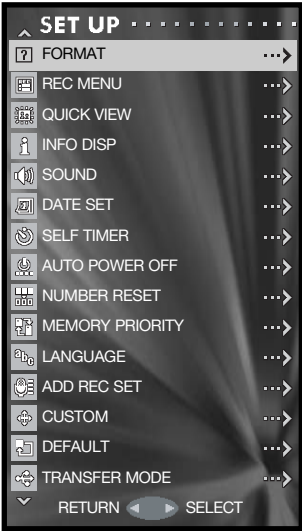 SET UP
? FORMAT
REC MENU
QUICK VIEW
i INFO DISP
SOUND
DATE SET
SELF TIMER
AUTO POWER OFF
NUMBER RESET
MEMORY PRIORITY
abc LANGUAGE
ADD REC SET
CUSTOM
DEFAULT
TRANSFER MODE
RETURN SELECT